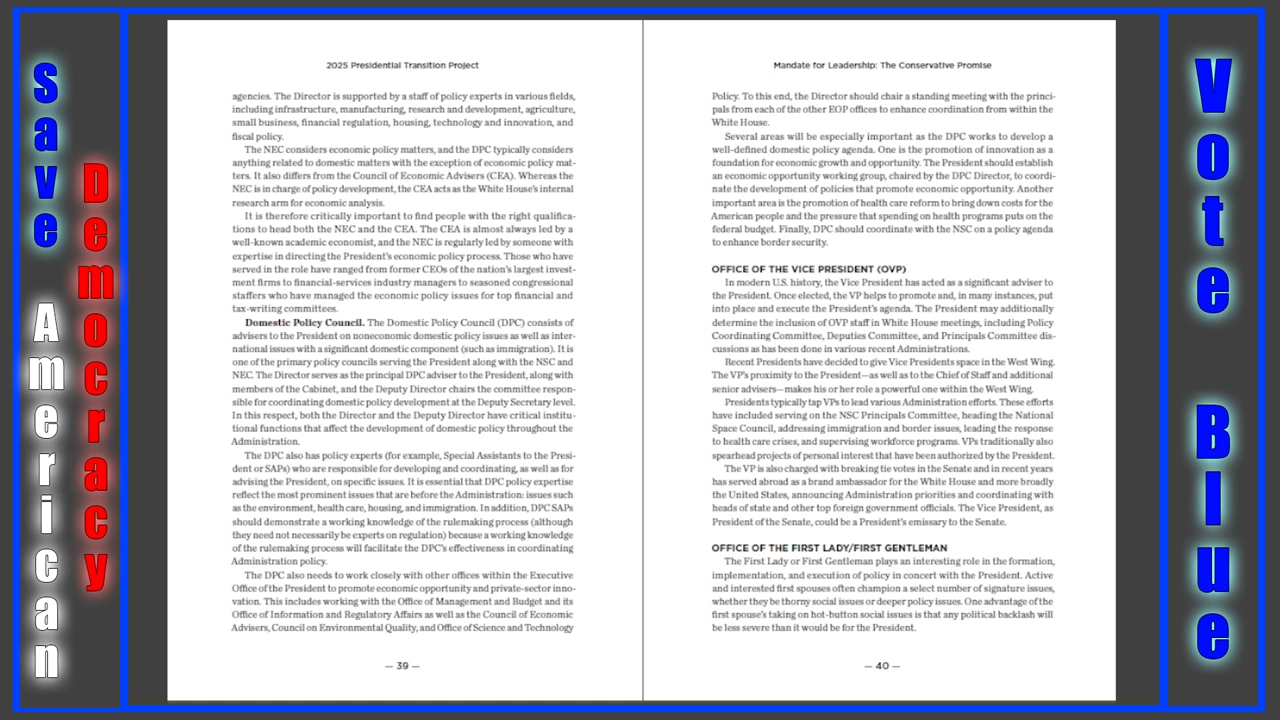 Save American
Democracy
2025 Presidential Transition Project
agencies. The Director is supported by a staff of policy experts in various fields,
including infrastructure, manufacturing, research and development, agriculture,
small business, financial regulation, housing, technology and innovation, and
fiscal policy.
The NEC considers economic policy matters, and the DPC typically considers
anything related to domestic matters with the exception of economic policy mat-
ters. It also differs from the Council of Economic Advisers (CEA). Whereas the
NEC is in charge of policy development, the CEA acts as the White House's internal
research arm for economic analysis.
It is therefore critically important to find people with the right qualifica-
tions to head both the NEC and the CEA. The CEA is almost always led by a
well-known academic economist, and the NEC is regularly led by someone with
expertise in directing the President's economic policy process. Those who have
served in the role have ranged from former CEOs of the nation's largest invest-
ment firms to financial-services industry managers to seasoned congressional
staffers who have managed the economic policy issues for top financial and
tax-writing committees.
Domestic Policy Council. The Domestic Policy Council (DPC) consists of
advisers to the President on noneconomic domestic policy issues as well as inter-
national issues with a significant domestic component (such as immigration). It is
one of the primary policy councils serving the President along with the NSC and
NEC. The Director serves as the principal DPC adviser to the President, along with
members of the Cabinet, and the Deputy Director chairs the committee respon-
sible for coordinating domestic policy development at the Deputy Secretary level.
In this respect, both the Director and the Deputy Director have critical institu-
tional functions that affect the development of domestic policy throughout the
Administration.
The DPC also has policy experts (for example, Special Assistants to the Presi-
dent or SAPs) who are responsible for developing and coordinating, as well as for
advising the President, on specific issues. It is essential that DPC policy expertise
reflect the most prominent issues that are before the Administration: issues such
as the environment, health care, housing, and immigration. In addition, DPC SAPs
should demonstrate a working knowledge of the rulemaking process (although
they need not necessarily be experts on regulation) because a working knowledge
of the rulemaking process will facilitate the DPC's effectiveness in coordinating
Administration policy.
The DPC also needs to work closely with other offices within the Executive
Office of the President to promote economic opportunity and private-sector inno-
vation. This includes working with the Office of Management and Budget and its
Office of Information and Regulatory Affairs as well as the Council of Economic
Advisers, Council on Environmental Quality, and Office of Science and Technology
— 39 —
Mandate for Leadership: The Conservative Promise
Policy. To this end, the Director should chair a standing meeting with the princi-
pals from each of the other EOP offices to enhance coordination from within the
White House.
Several areas will be especially important as the DPC works to develop a
well-defined domestic policy agenda. One is the promotion of innovation as a
foundation for economic growth and opportunity. The President should establish
an economic opportunity working group, chaired by the DPC Director, to coordi-
nate the development of policies that promote economic opportunity. Another
important area is the promotion of health care reform to bring down costs for the
American people and the pressure that spending on health programs puts on the
federal budget. Finally, DPC should coordinate with the NSC on a policy agenda
to enhance border security.
OFFICE OF THE VICE PRESIDENT (OVP)
In modern U.S. history, the Vice President has acted as a significant adviser to
the President. Once elected, the VP helps to promote and, in many instances, put
into place and execute the President's agenda. The President may additionally
determine the inclusion of OVP staff in White House meetings, including Policy
Coordinating Committee, Deputies Committee, and Principals Committee dis-
cussions as has been done in various recent Administrations.
Recent Presidents have decided to give Vice Presidents space in the West Wing.
The VP's proximity to the President—as well as to the Chief of Staff and additional
senior advisers—makes his or her role a powerful one within the West Wing.
Presidents typically tap VPs to lead various Administration efforts. These efforts
have included serving on the NSC Principals Committee, heading the National
Space Council, addressing immigration and border issues, leading the response
to health care crises, and supervising workforce programs. VPs traditionally also
spearhead projects of personal interest that have been authorized by the President.
The VP is also charged with breaking tie votes in the Senate and in recent years
has served abroad as a brand ambassador for the White House and more broadly
the United States, announcing Administration priorities and coordinating with
heads of state and other top foreign government officials. The Vice President, as
President of the Senate, could be a President's emissary to the Senate.
OFFICE OF THE FIRST LADY/FIRST GENTLEMAN
The First Lady or First Gentleman plays an interesting role in the formation,
implementation, and execution of policy in concert with the President. Active
and interested first spouses often champion a select number of signature issues,
whether they be thorny social issues or deeper policy issues. One advantage of the
first spouse's taking on hot-button social issues is that any political backlash will
be less severe than it would be for the President.
— 40 —
Vote Blue